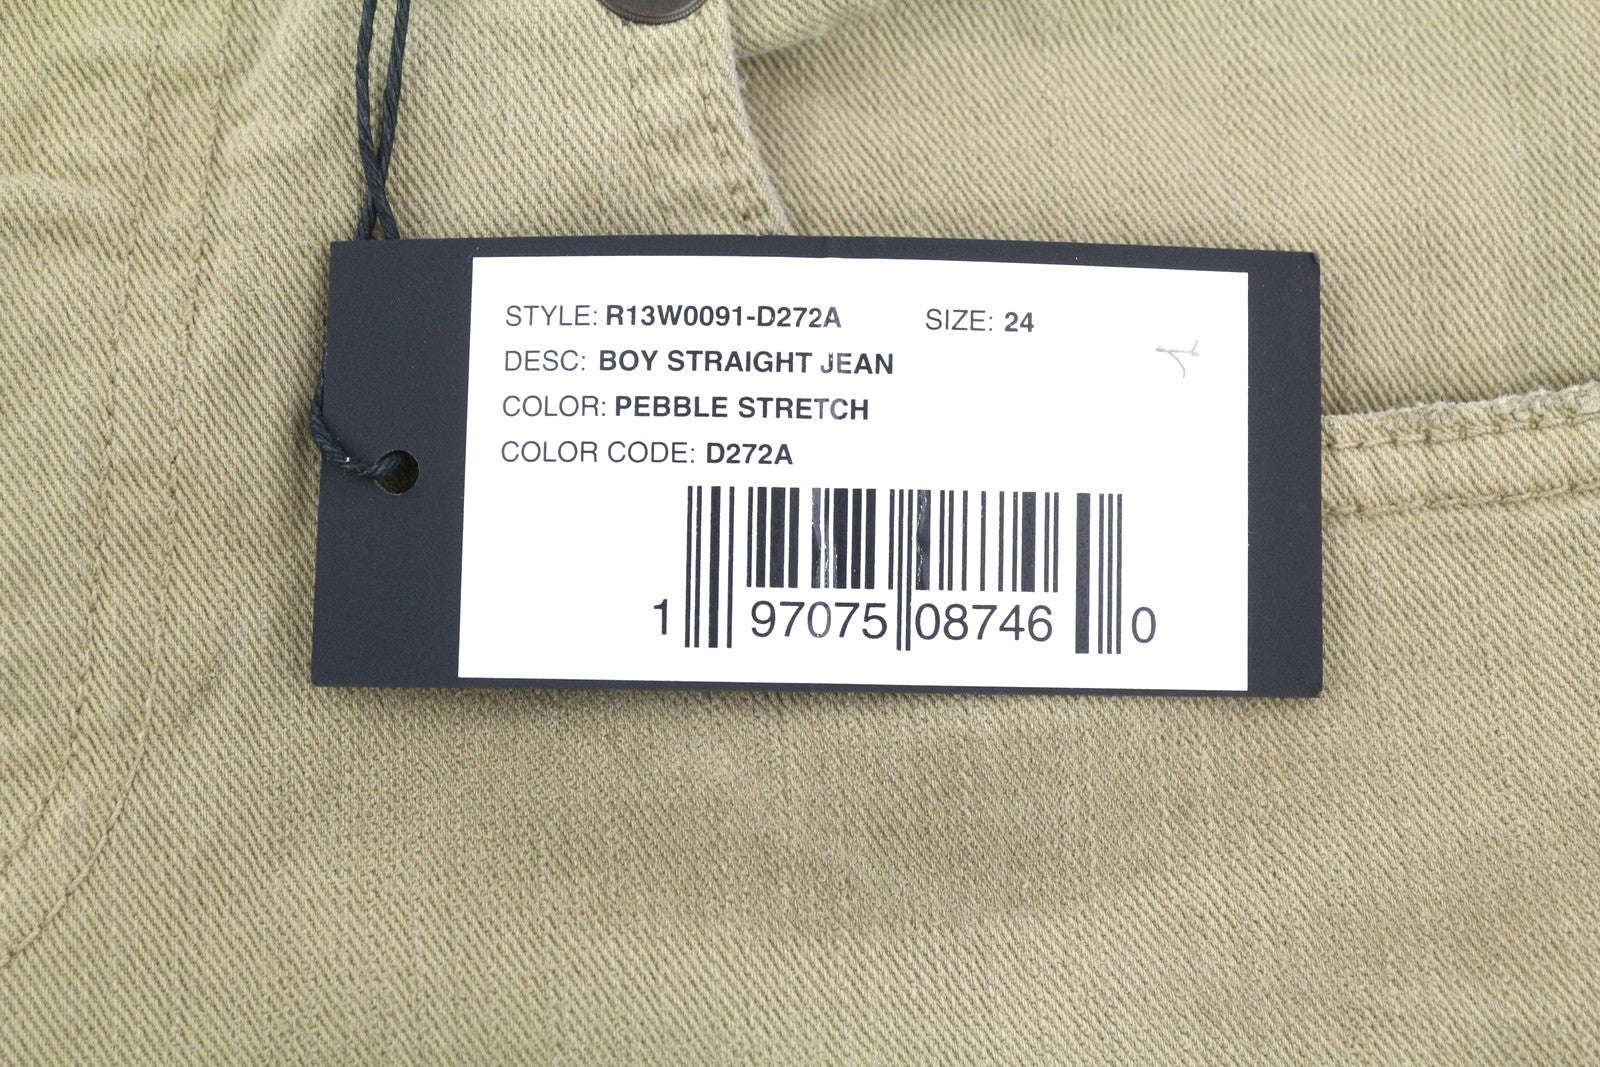 STYLE: R13W0091-D272A SIZE: 24
DESC: BOY STRAIGHT JEAN
COLOR: PEBBLE STRETCH
COLOR CODE: D272A
1 97075 08746 0